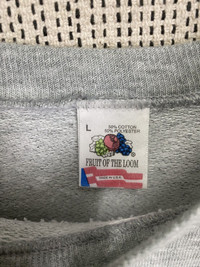 L
50% COTTON
50% POLYESTER
®
FRUIT OF THE LOOM
MADE IN U.S.A.